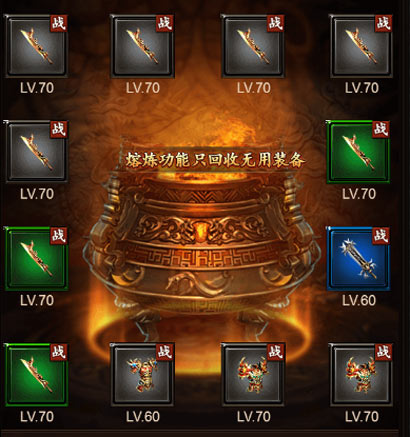 战 战 战 战
LV.70 LV.70 LV.70 LV.70
战 战
熔炼功能只回收无用装备
LV.70 LV.70
战 战
LV.70 LV.60
战 战 战 战
LV.70 LV.60 LV.70 LV.70